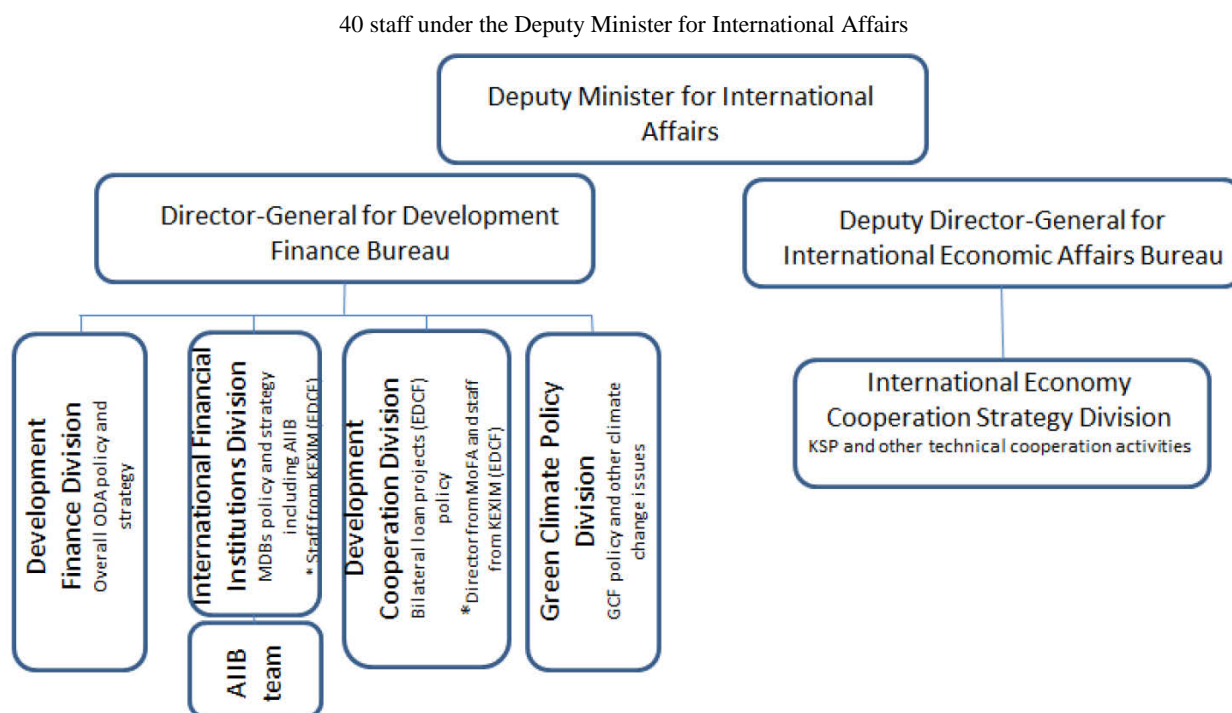 40 staff under the Deputy Minister for International Affairs
Deputy Minister for International
Affairs
Director-General for Development
Finance Bureau
Deputy Director-General for
International Economic Affairs Bureau
Development
Finance Division
Overall ODA policy and
strategy
International Financial
Institutions Division
MDBs policy and strategy
including AIIB
* Staff from KEXIM (EDCF)
Development
Cooperation Division
Bilateral loan projects (EDCF)
policy
*Director from MoFA and staff
from KEXIM (EDCF)
Green Climate Policy
Division
GCF policy and other climate
change issues
International Economy
Cooperation Strategy Division
KSP and other technical cooperation activities
AIIB
team